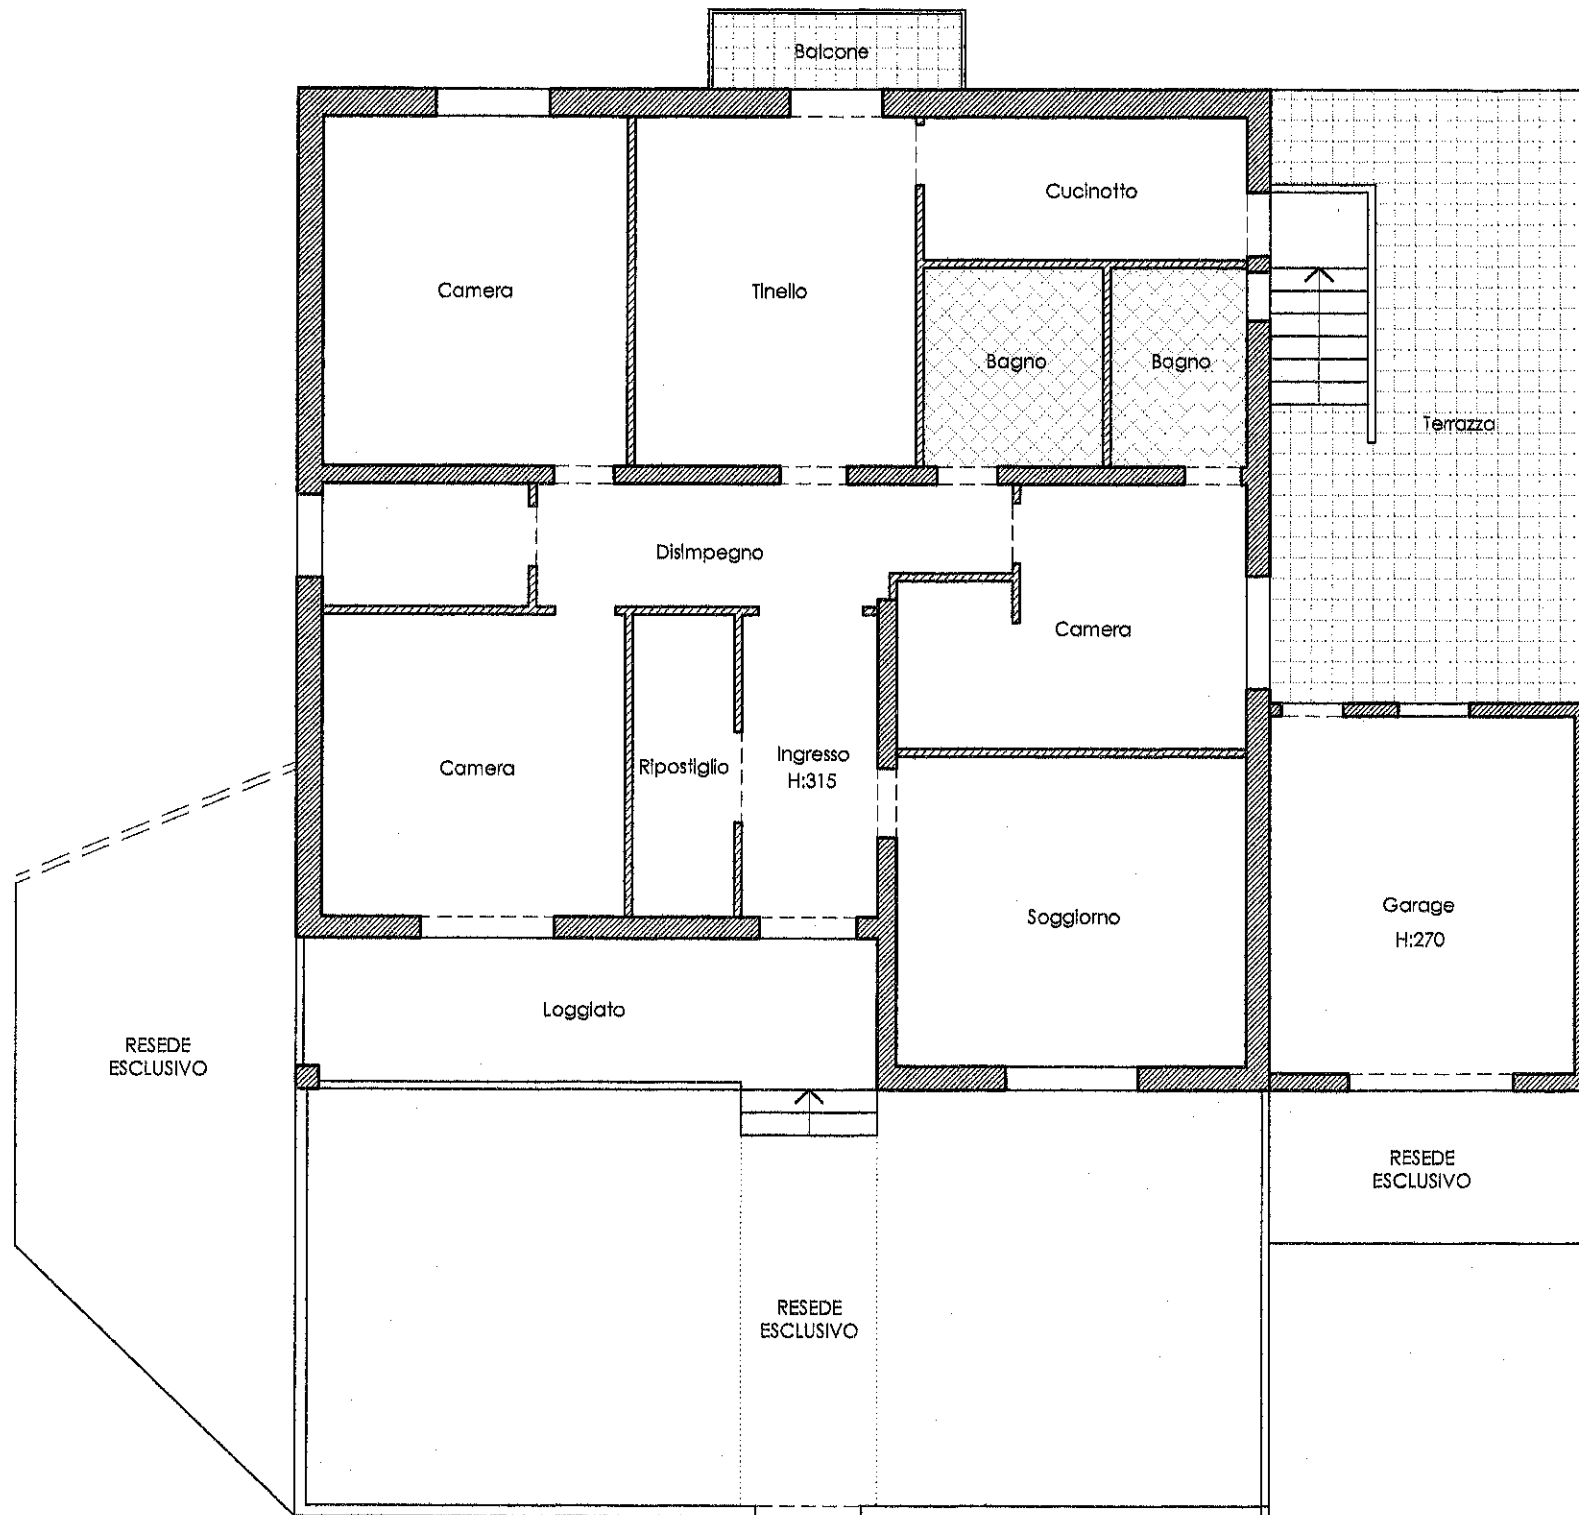 Balcone
Cucinotto
Camera
Tinello
Bagno
Bagno
Terrazza
Disimpegno
Camera
Camera
Ripostiglio
Ingresso
H:315
Soggiorno
Garage
H:270
Loggiato
RESEDE
ESCLUSIVO
RESEDE
ESCLUSIVO
RESEDE
ESCLUSIVO